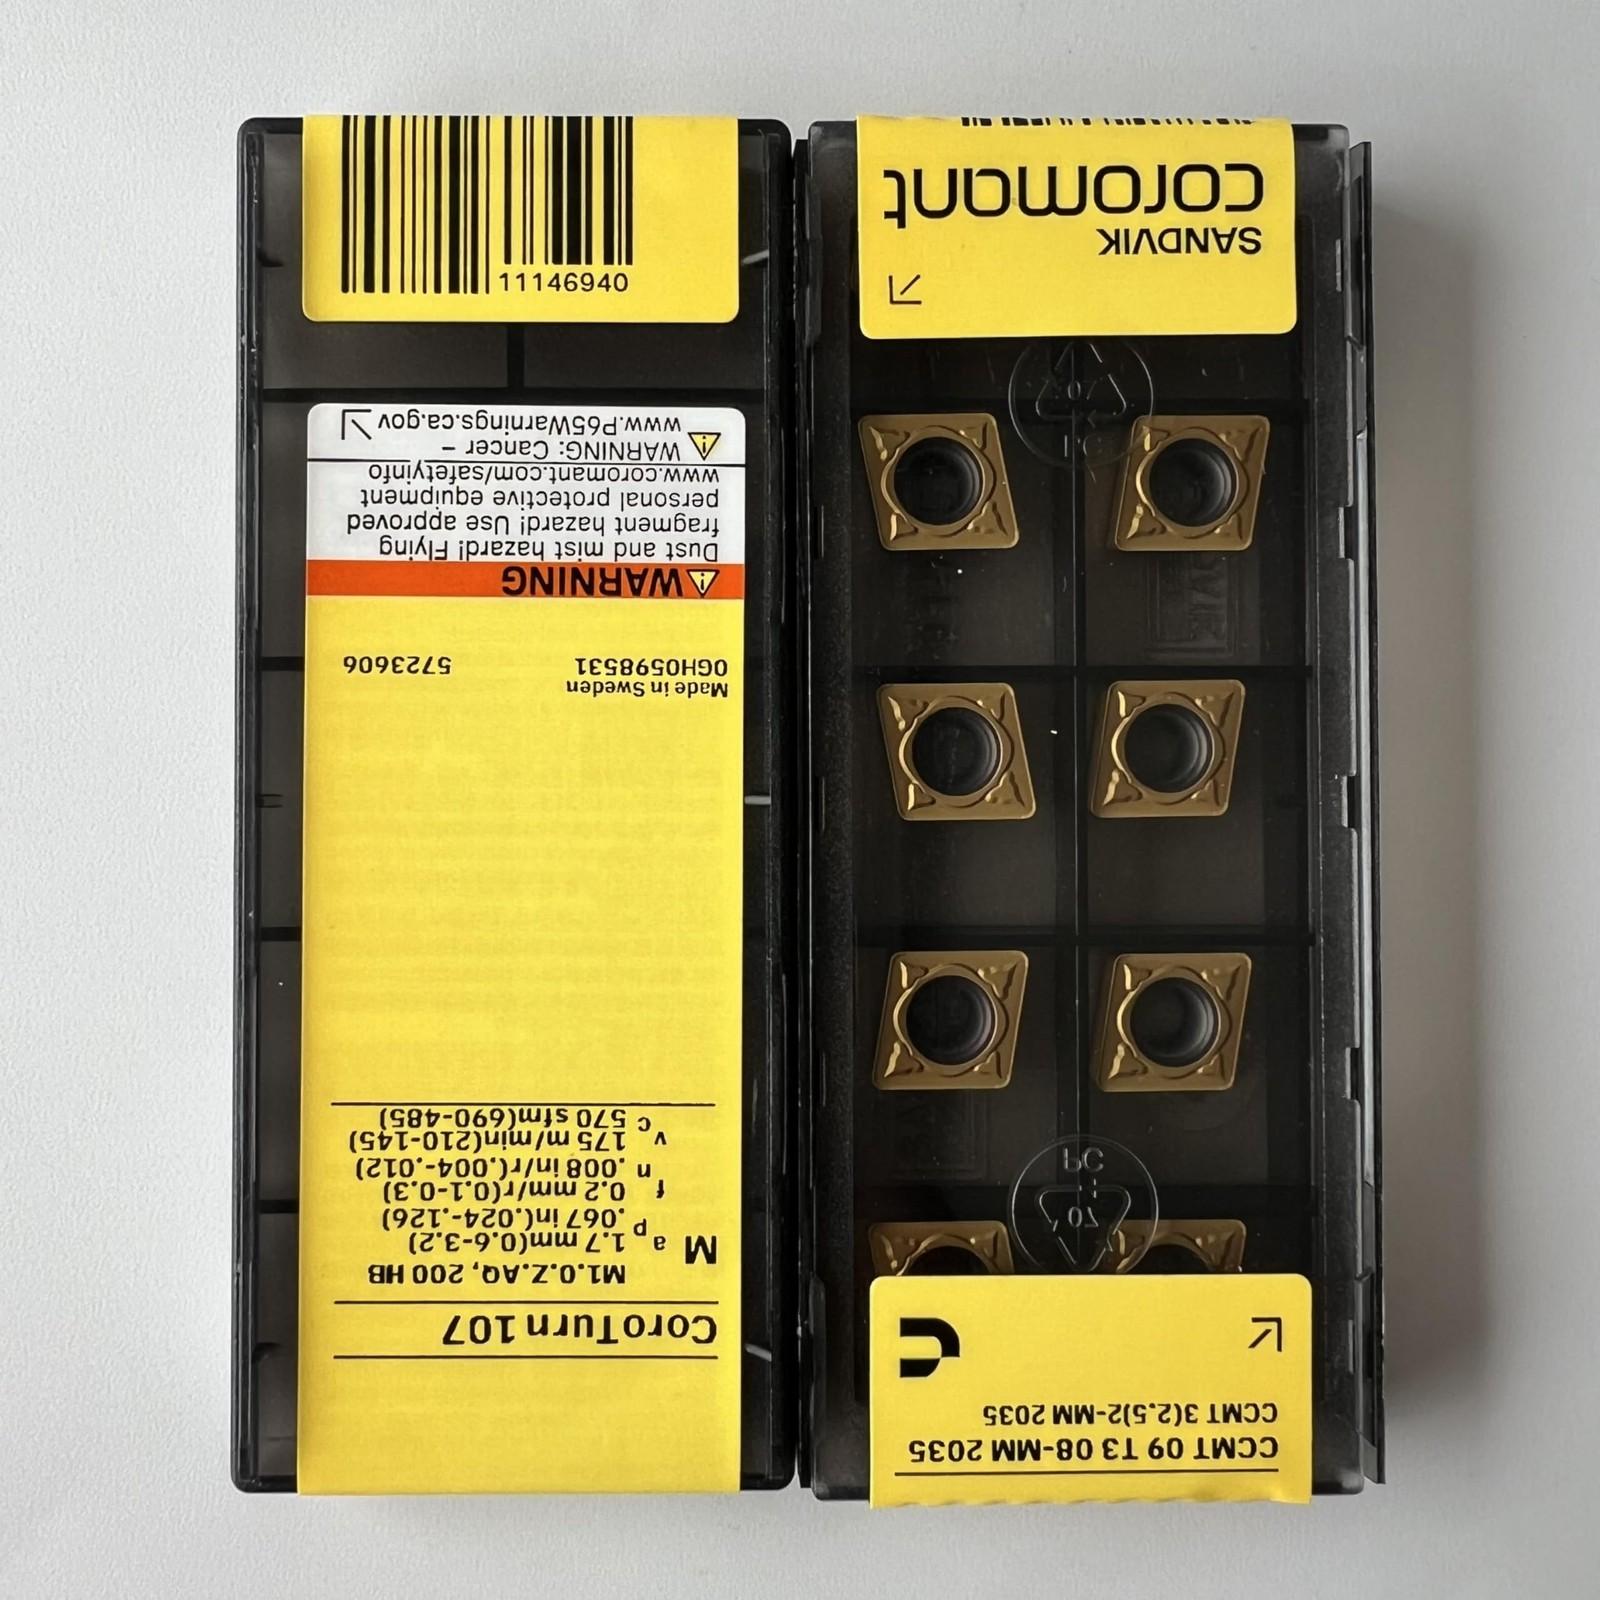 11146940
CoroTurn 107
M1.0.Z.AQ, 200 HB
M ap 1.7 mm(0.6-3.2)
.067 in(.024-.126)
fn 0.2 mm/r(0.1-0.3)
.008 in/r(.004-.012)
vc 175 m/min(210-145)
570 sfm(690-485)
Made in Sweden
0GH0598531 5723606
WARNING
Dust and mist hazard! Flying
fragment hazard! Use approved
personal protective equipment
www.coromant.com/safetyinfo
WARNING: Cancer –
www.P65Warnings.ca.gov
CCMT 09 T3 08-MM 2035
CCMT 3(2.5)2-MM 2035
SANDVIK
coromant
07
PC
07
PC